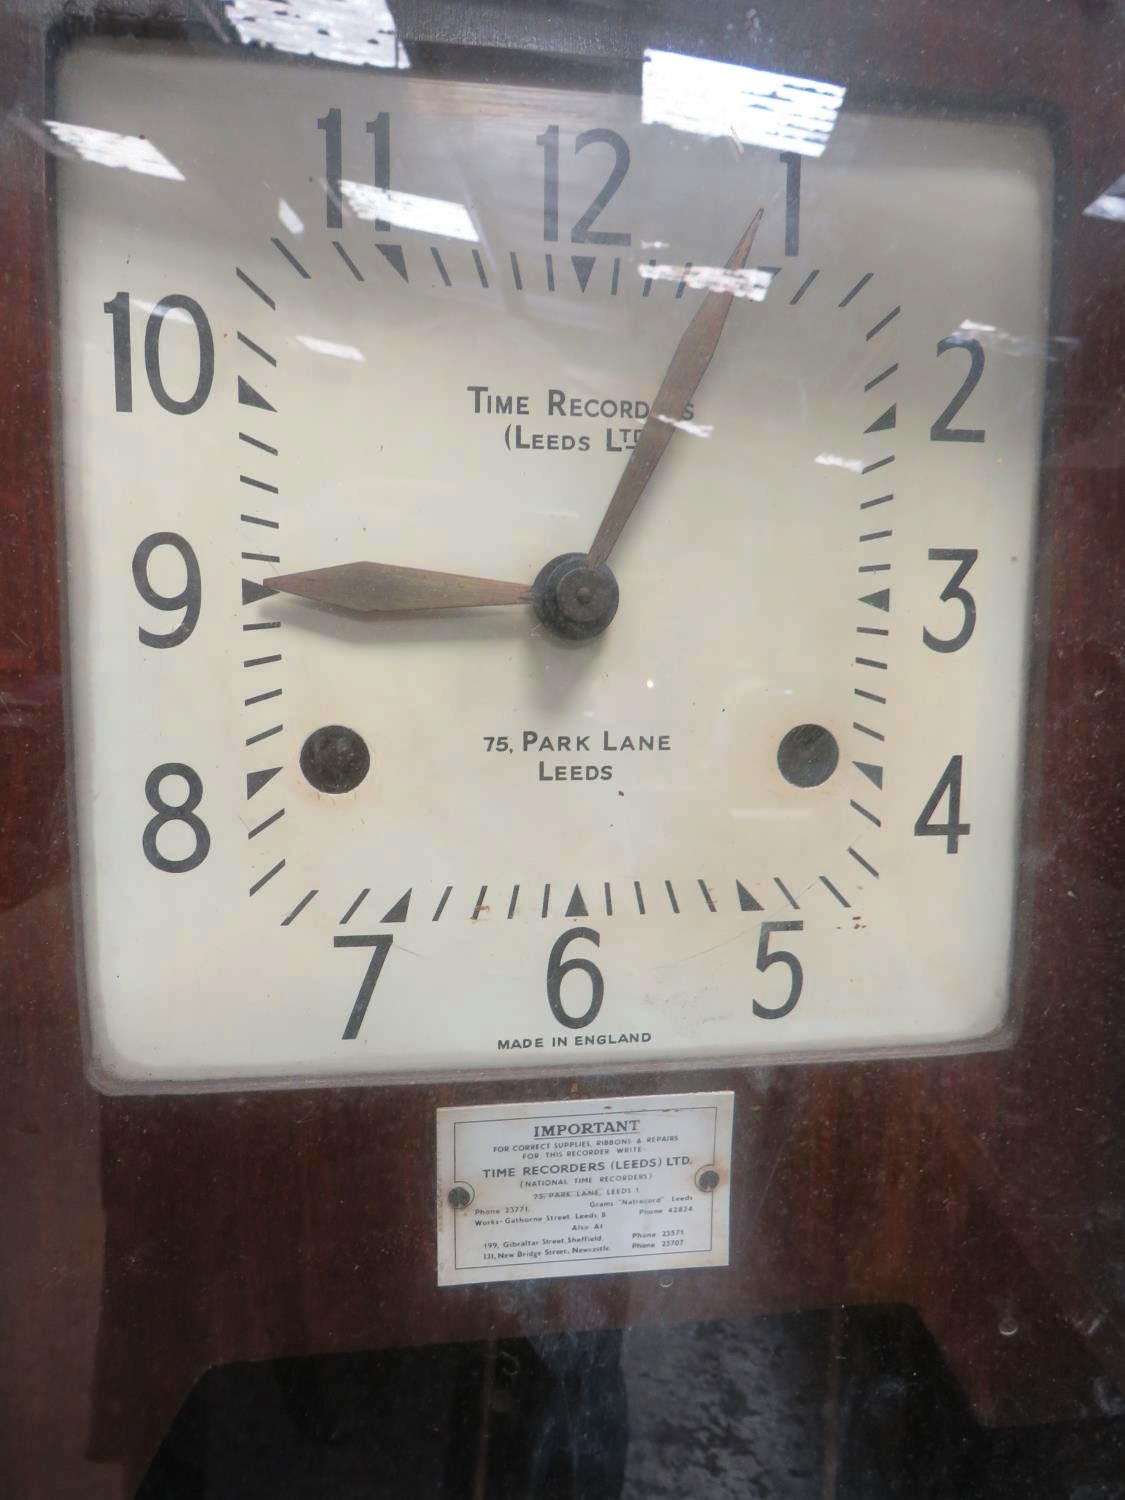 11 12 1
10 2
9 3
8 4
7 6 5
TIME RECORDERS
(LEEDS LTD
75, PARK LANE
LEEDS
MADE IN ENGLAND
IMPORTANT
FOR CORRECT SUPPLIES, RIBBONS & REPAIRS
FOR THIS RECORDER WRITE
TIME RECORDERS (LEEDS) LTD.
(NATIONAL TIME RECORDERS)
75, PARK LANE, LEEDS 1
Phone 23771 Grams "Natrecord" Leeds
Works- Gathorne Street, Leeds 8 Phone 42824
Also At
199, Gibraltar Street, Sheffield. Phone 23571
131, New Bridge Street, Newcastle. Phone 23707